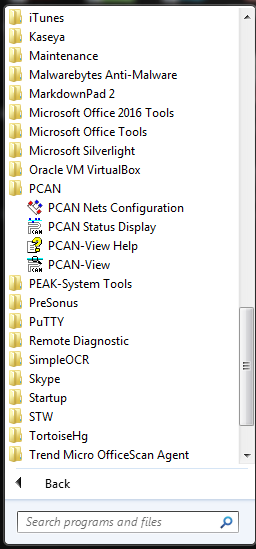 iTunes
Kaseya
Maintenance
Malwarebytes Anti-Malware
MarkdownPad 2
Microsoft Office 2016 Tools
Microsoft Office Tools
Microsoft Silverlight
Oracle VM VirtualBox
PCAN
PCAN Nets Configuration
PCAN Status Display
PCAN-View Help
PCAN-View
PEAK-System Tools
PreSonus
PuTTY
Remote Diagnostic
SimpleOCR
Skype
Startup
STW
TortoiseHg
Trend Micro OfficeScan Agent
Back
Search programs and files